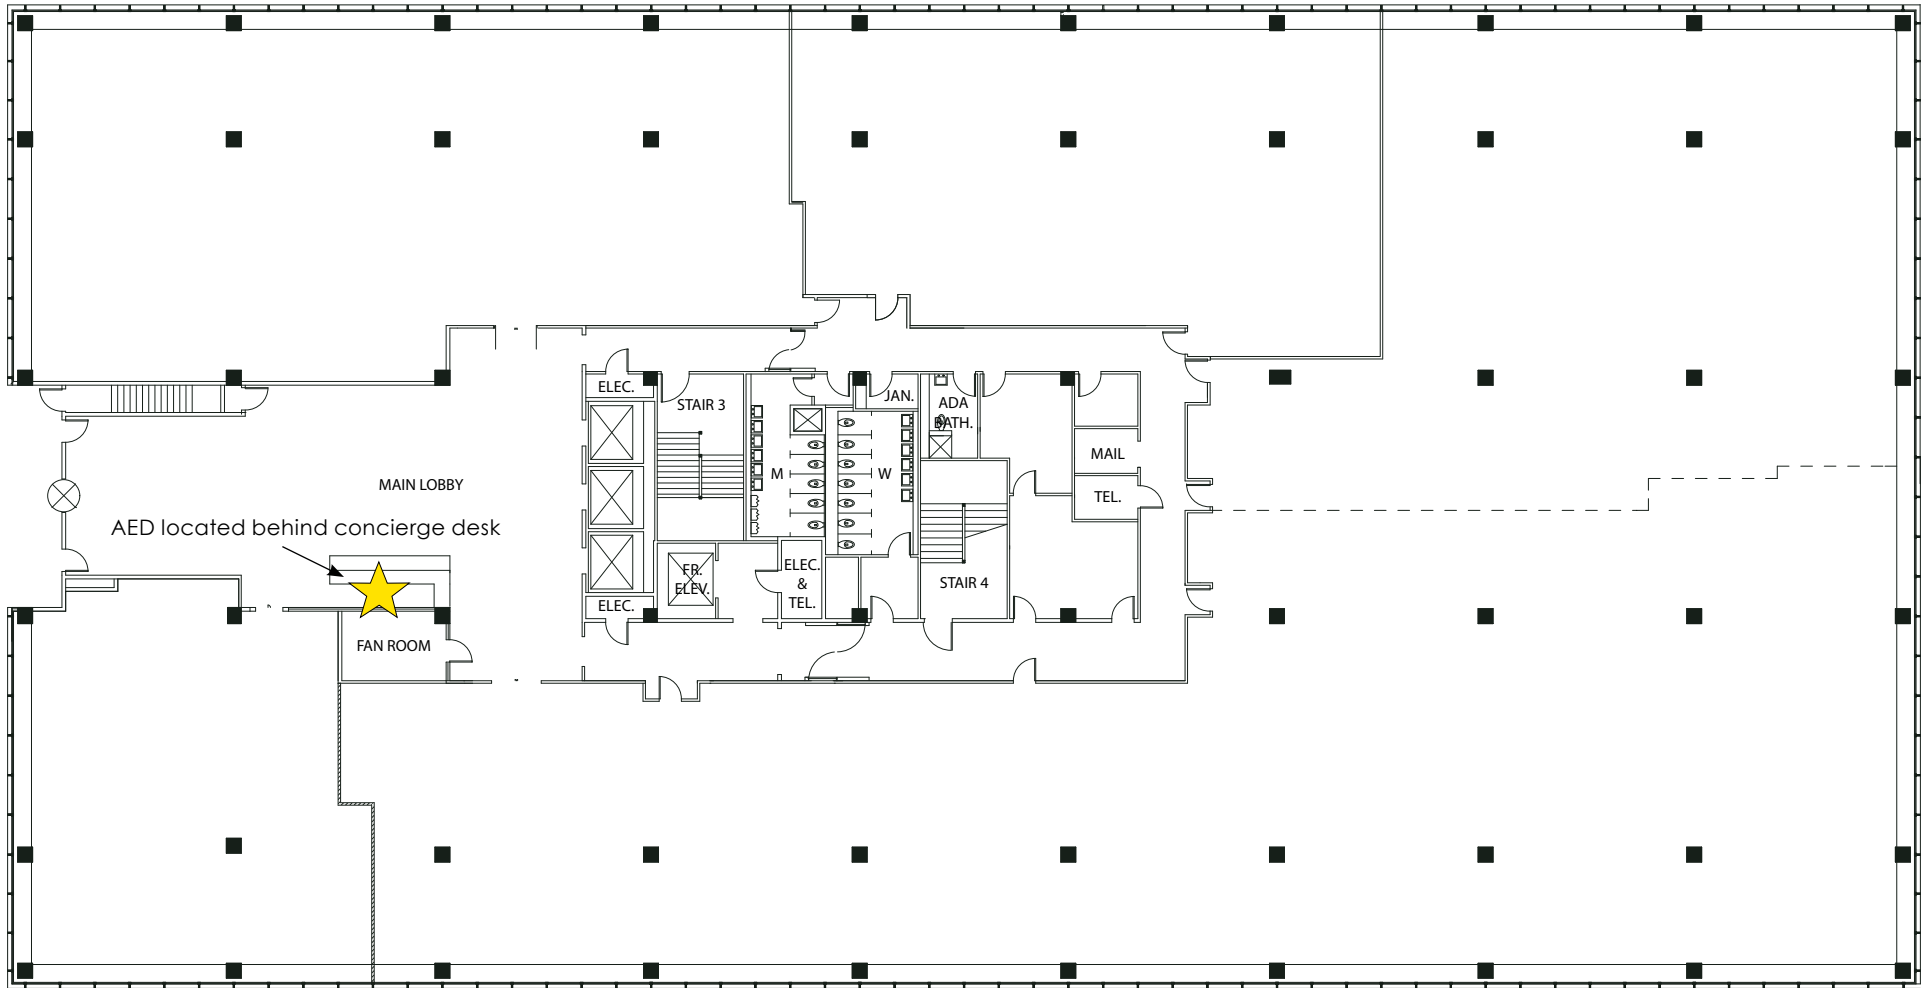 ELEC.
STAIR 3
JAN.
ADA
BATH.
MAIL
M
W
MAIN LOBBY
TEL.
AED located behind concierge desk
FR.
ELEV.
ELEC.
&
TEL.
STAIR 4
ELEC.
FAN ROOM